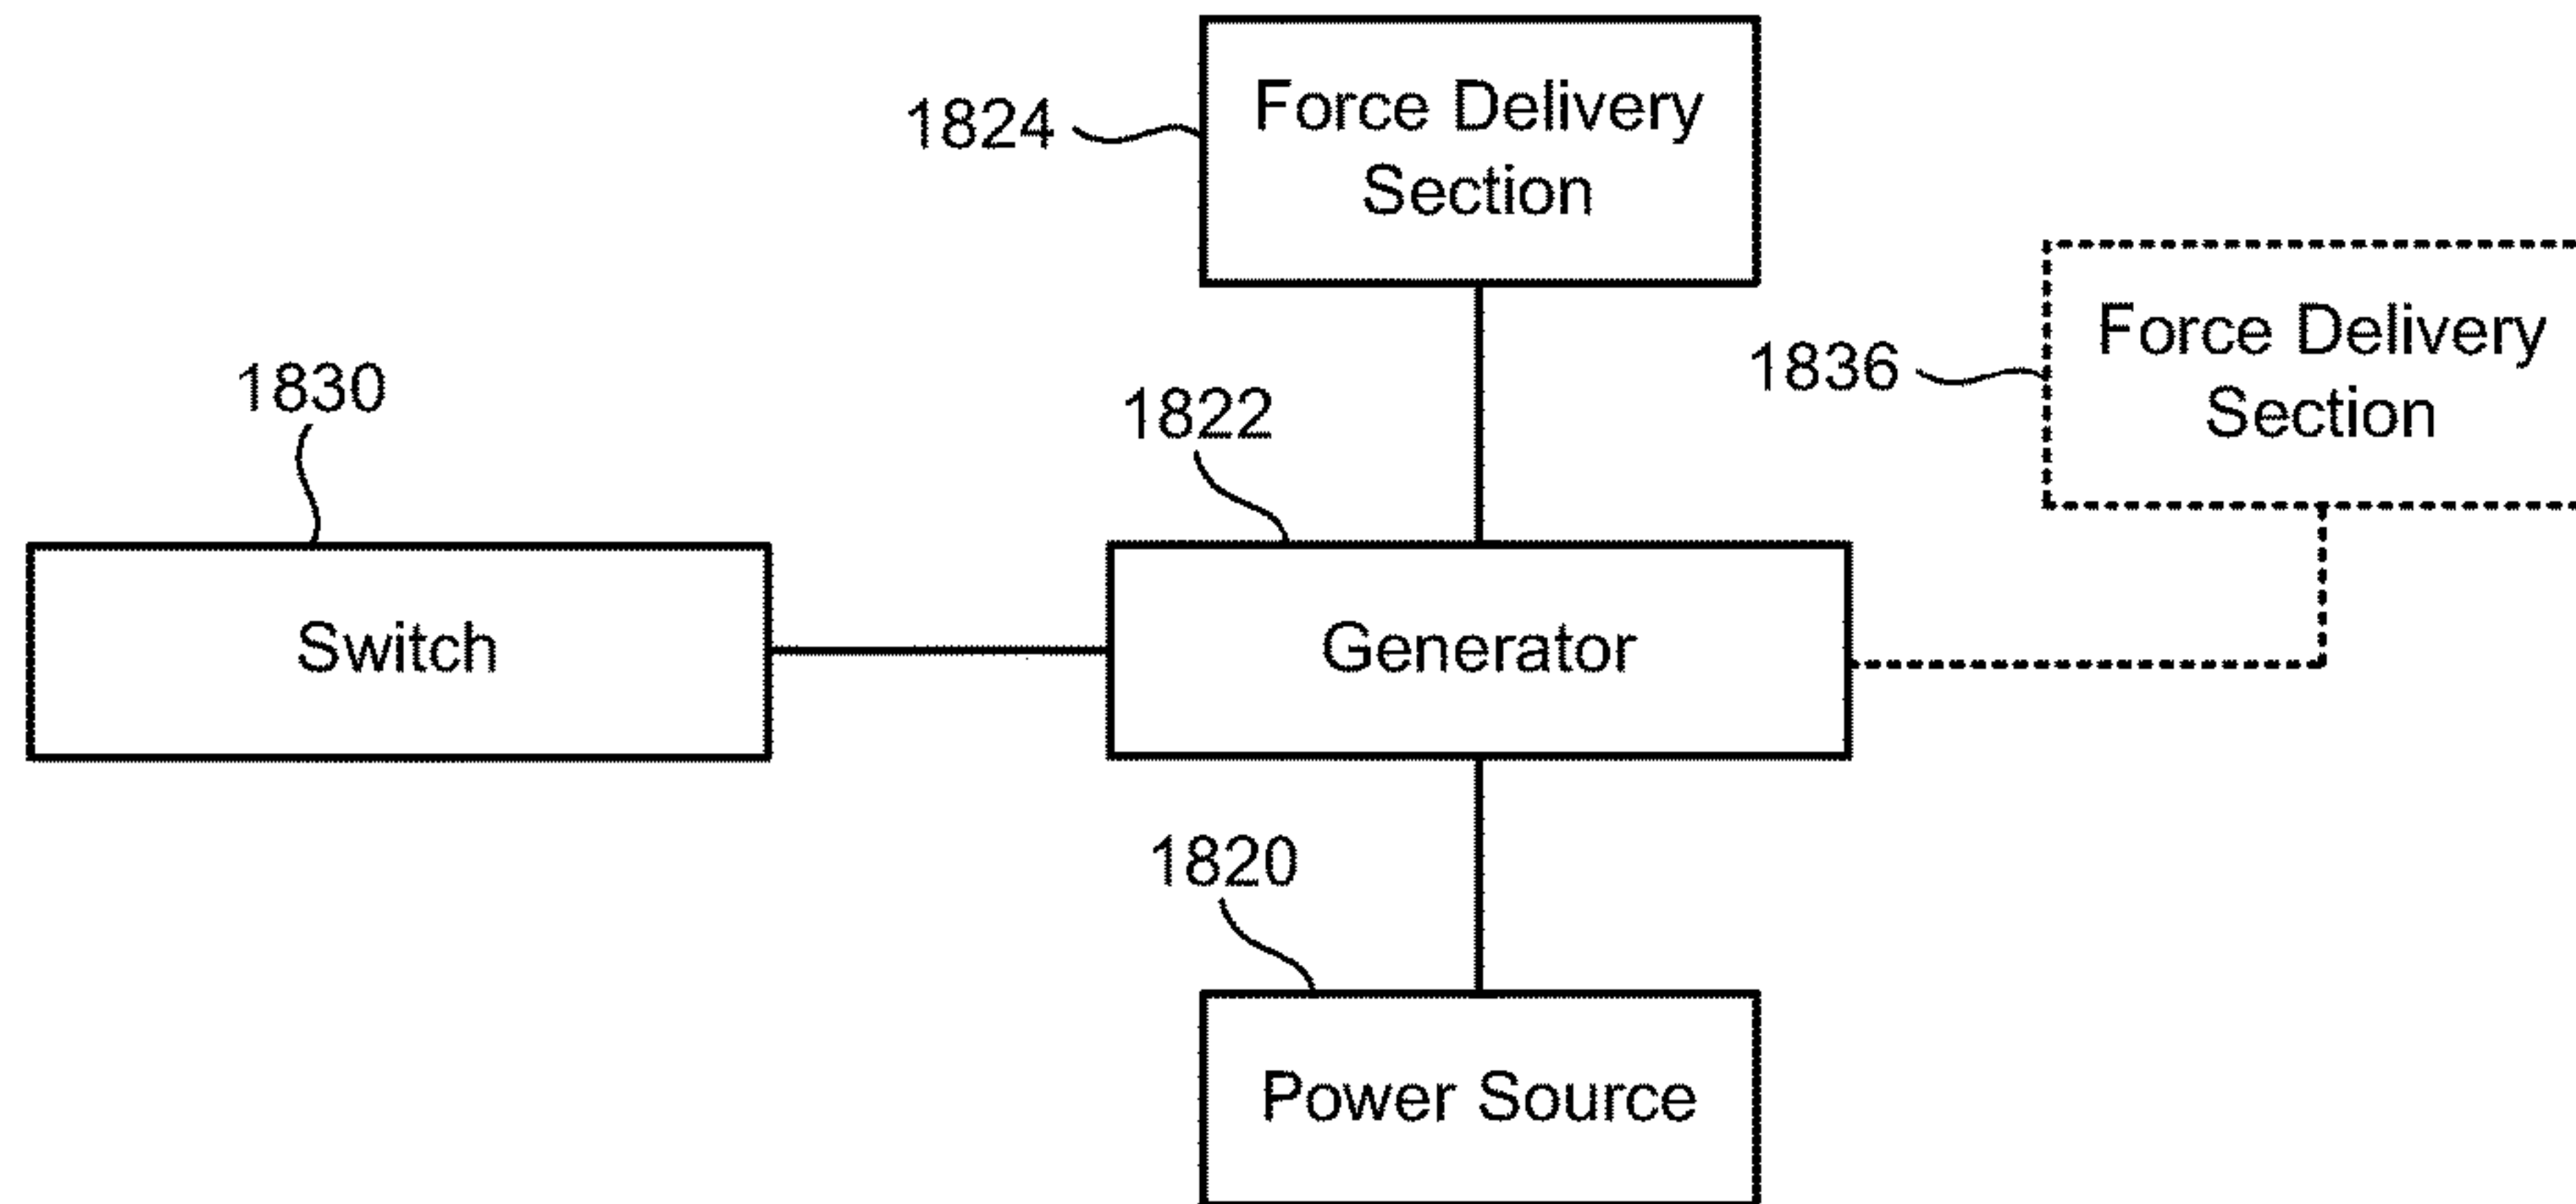 1824
Force Delivery
Section
1836
Force Delivery
Section
1830
1822
Switch
Generator
1820
Power Source